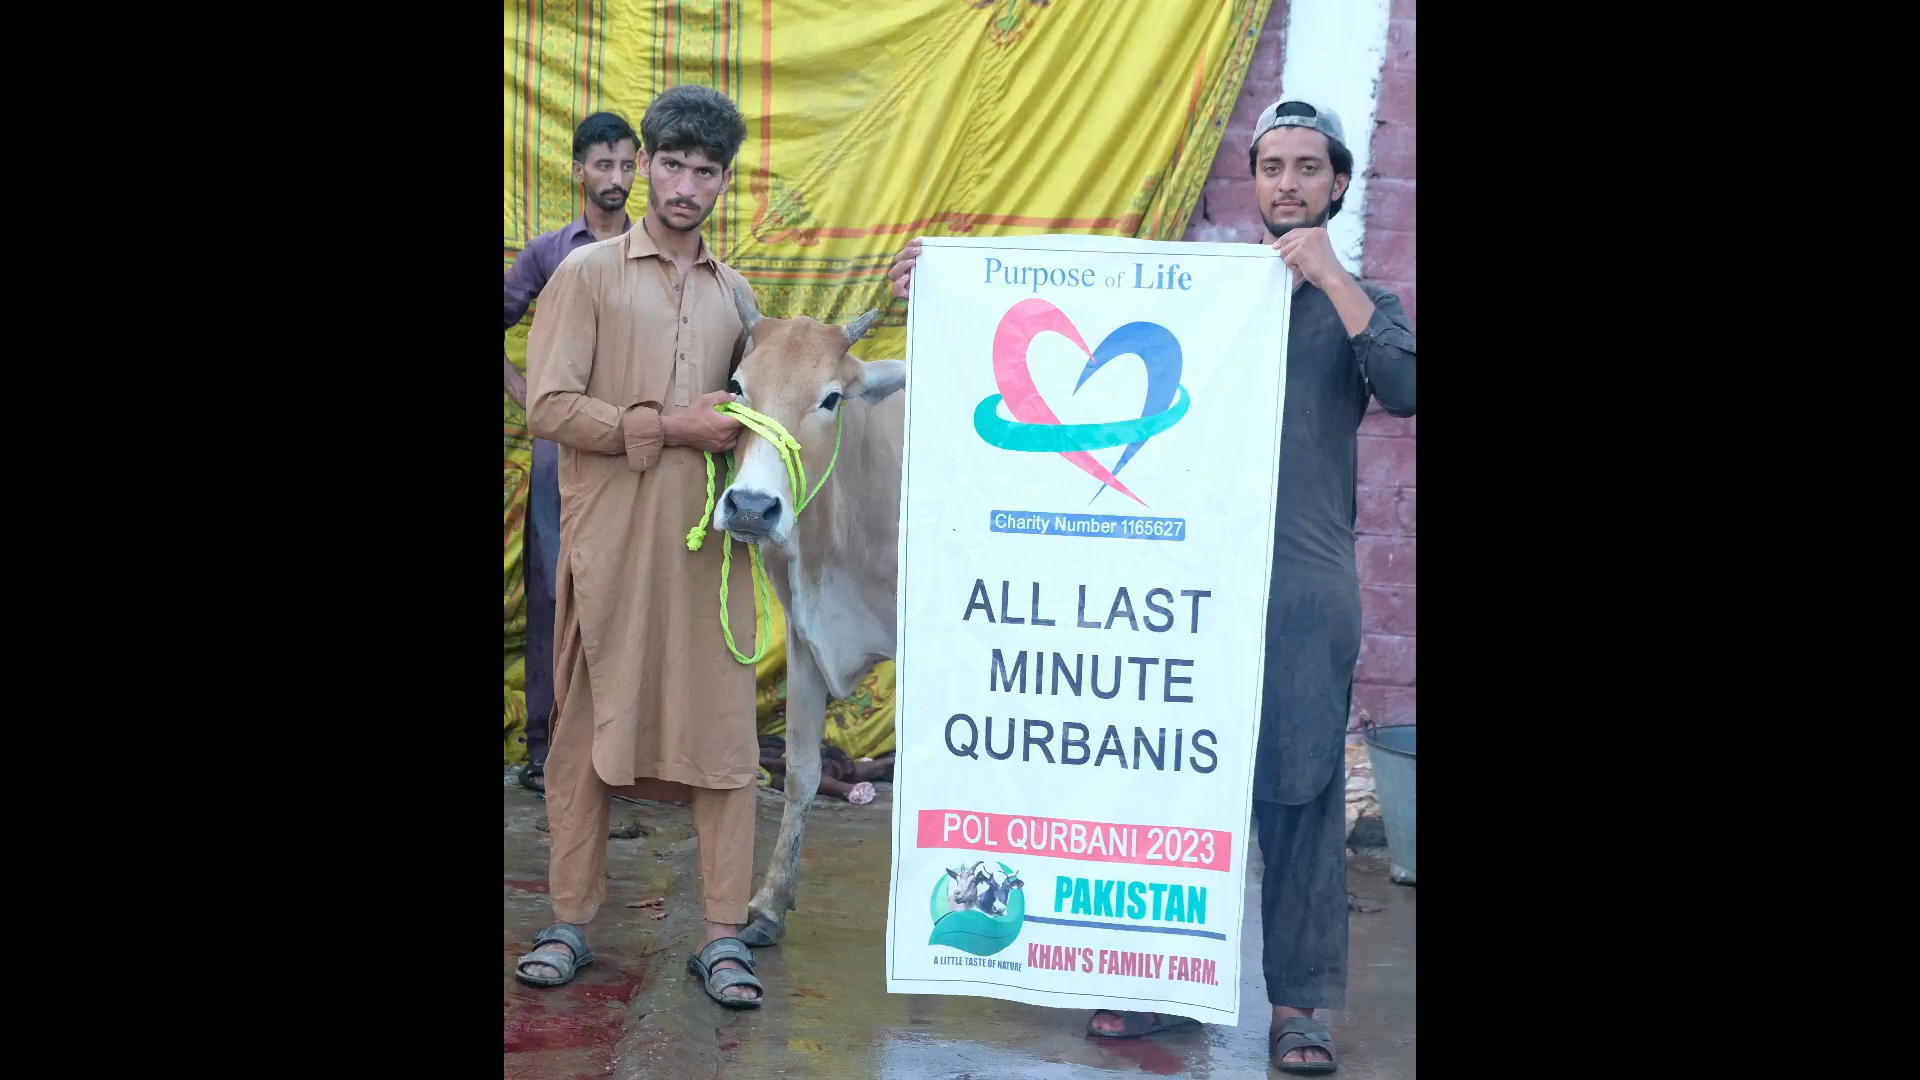 Purpose of Life
Charity Number 1165627
ALL LAST
MINUTE
QURBANIS
POL QURBANI 2023
PAKISTAN
A LITTLE TASTE OF NATURE
KHAN'S FAMILY FARM.